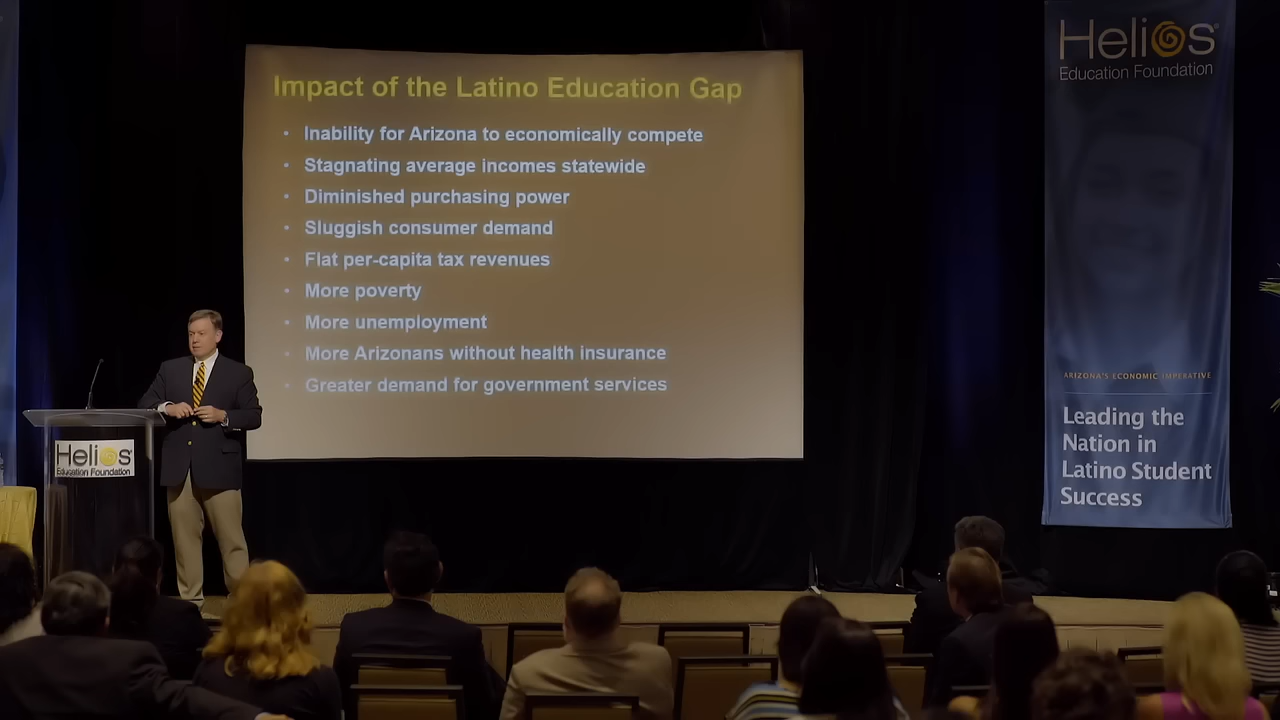 Impact of the Latino Education Gap
• Inability for Arizona to economically compete
• Stagnating average incomes statewide
• Diminished purchasing power
• Sluggish consumer demand
• Flat per-capita tax revenues
• More poverty
• More unemployment
• More Arizonans without health insurance
• Greater demand for government services
Helios
Education Foundation
Helios
Education Foundation
ARIZONA'S ECONOMIC IMPERATIVE
Leading the
Nation in
Latino Student
Success